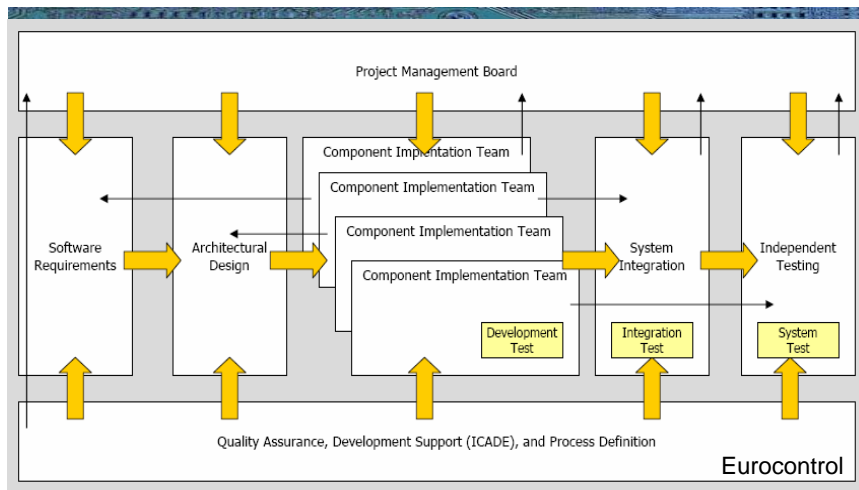 Project Management Board
Component Implentation Team
Component Implementation Team
Component Implementation Team
Component Implementation Team
Software
Requirements
Architectural
Design
System
Integration
Independent
Testing
Development
Test
Integration
Test
System
Test
Quality Assurance, Development Support (ICADE), and Process Definition
Eurocontrol